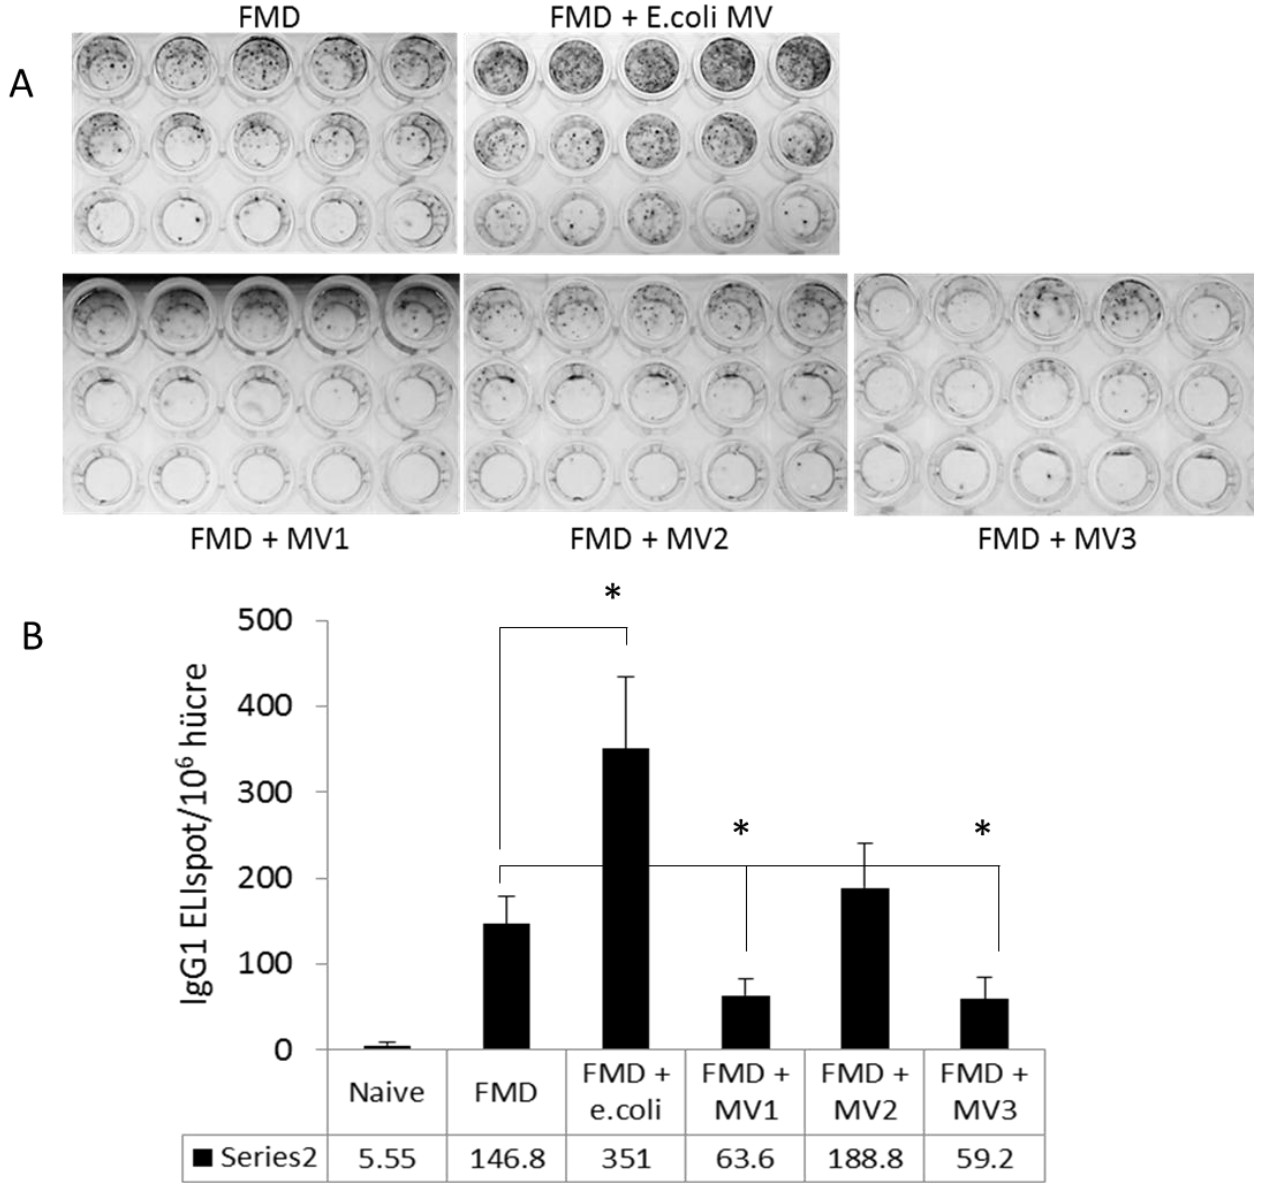 FMD
FMD + E.coli MV
A
FMD + MV1
FMD + MV2
FMD + MV3
B
*
500
400
300
200
100
0
IgG1 ELIspot/10⁶ hücre
*
*
Naive
FMD
FMD +
e.coli
FMD +
MV1
FMD +
MV2
FMD +
MV3
Series2 5.55 146.8 351 63.6 188.8 59.2